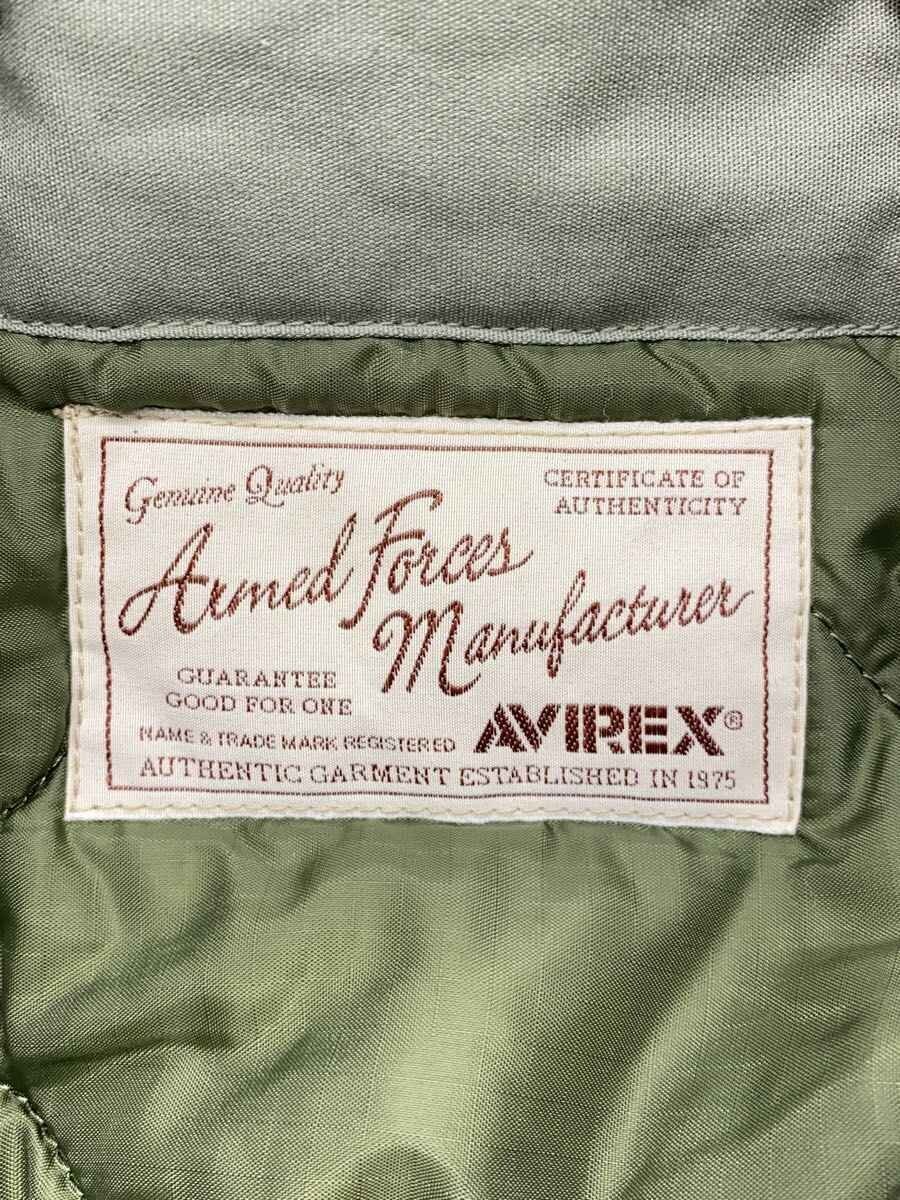 Genuine Quality
CERTIFICATE OF
AUTHENTICITY
Armed Forces
Manufacturer
GUARANTEE
GOOD FOR ONE
NAME & TRADE MARK REGISTERED
AVIREX®
AUTHENTIC GARMENT ESTABLISHED IN 1975